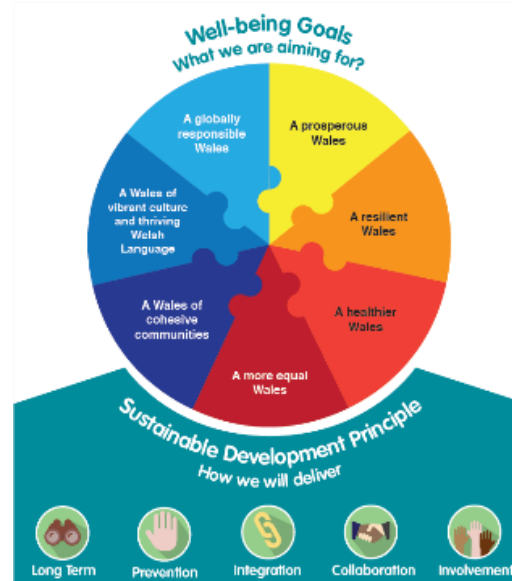 Well-being Goals
What we are aiming for?
A globally
responsible
Wales
A prosperous
Wales
A Wales of
vibrant culture
and thriving
Welsh
Language
A resilient
Wales
A Wales of
cohesive
communities
A healthier
Wales
A more equal
Wales
Sustainable Development Principle
How we will deliver
Long Term
Prevention
Integration
Collaboration
Involvement